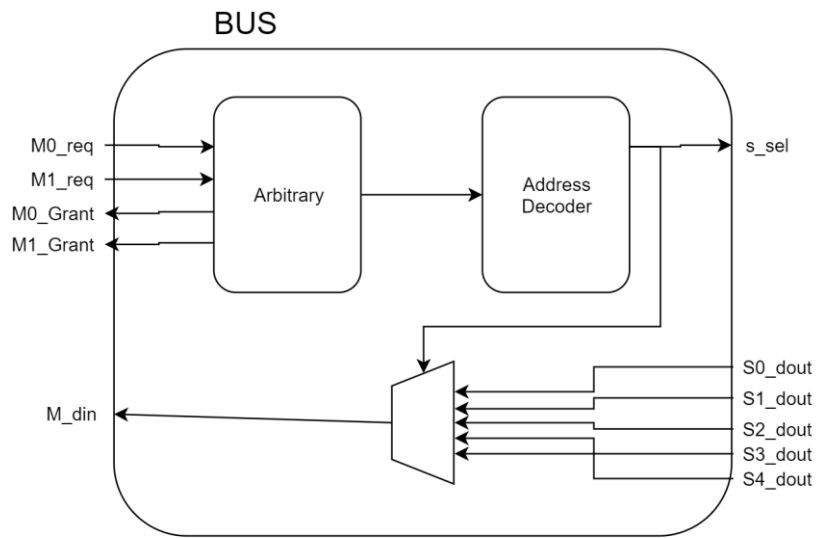 BUS
M0_req
M1_req
M0_Grant
M1_Grant
Arbitrary
Address
Decoder
s_sel
M_din
S0_dout
S1_dout
S2_dout
S3_dout
S4_dout